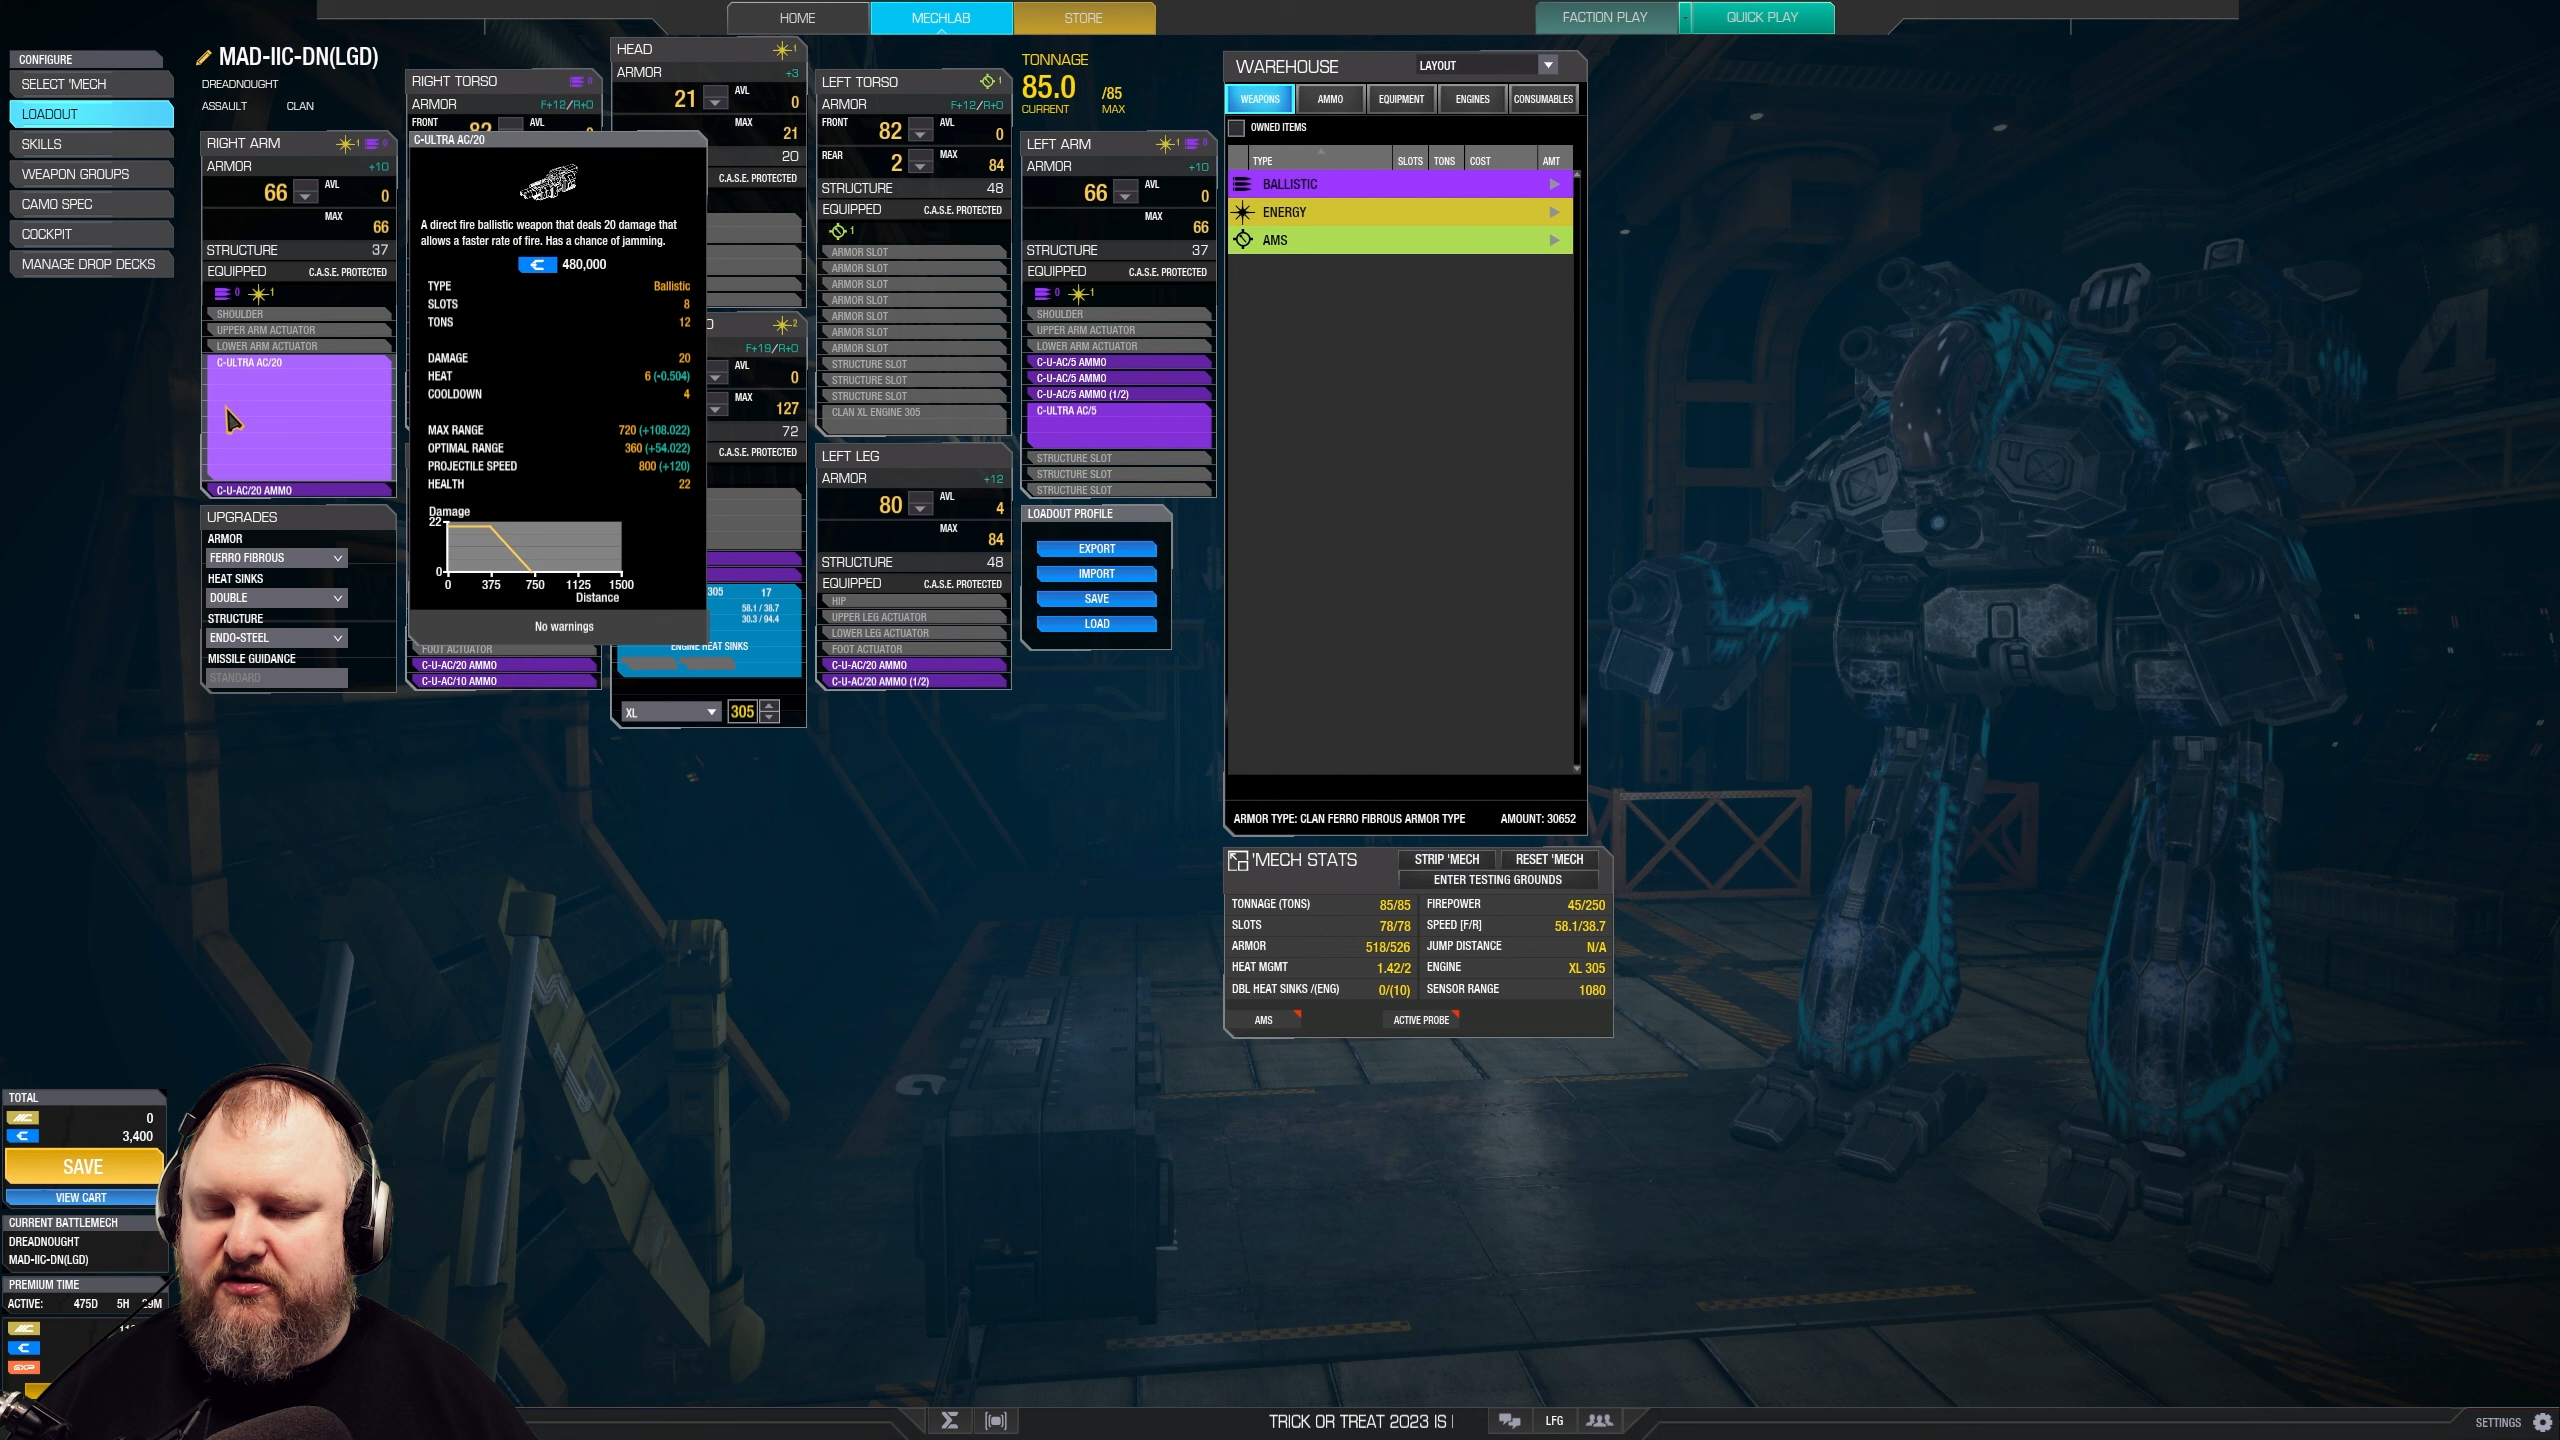 HOME
MECHLAB
STORE
FACTION PLAY
QUICK PLAY
CONFIGURE
SELECT 'MECH
LOADOUT
SKILLS
WEAPON GROUPS
CAMO SPEC
COCKPIT
MANAGE DROP DECKS
MAD-IIC-DN(LGD)
DREADNOUGHT
ASSAULT CLAN
RIGHT ARM 1 0
ARMOR +10
66 AVL 0
MAX
66
STRUCTURE 37
EQUIPPED C.A.S.E. PROTECTED
0 1
SHOULDER
UPPER ARM ACTUATOR
LOWER ARM ACTUATOR
C-ULTRA AC/20
C-U-AC/20 AMMO
UPGRADES
ARMOR
FERRO FIBROUS
HEAT SINKS
DOUBLE
STRUCTURE
ENDO-STEEL
MISSILE GUIDANCE
STANDARD
RIGHT TORSO 0
ARMOR F+12/R+0
FRONT AVL
C-ULTRA AC/20
A direct fire ballistic weapon that deals 20 damage that
allows a faster rate of fire. Has a chance of jamming.
480,000
TYPE Ballistic
SLOTS 8
TONS 12
DAMAGE 20
HEAT 6 (-0.504)
COOLDOWN 4
MAX RANGE 720 (+108.022)
OPTIMAL RANGE 360 (+54.022)
PROJECTILE SPEED 800 (+120)
HEALTH 22
Damage
22
0
0 375 750 1125 1500
Distance
No warnings
FOOT ACTUATOR
C-U-AC/20 AMMO
C-U-AC/10 AMMO
HEAD 1
ARMOR +3
21 AVL 0
MAX
21
20
C.A.S.E. PROTECTED
2
F+19/R+0
AVL
0
MAX
127
72
C.A.S.E. PROTECTED
305 17
58.1 / 38.7
30.3 / 94.4
ENGINE HEAT SINKS
XL 305
LEFT TORSO 1
ARMOR F+12/R+0
FRONT 82 AVL 0
REAR 2 MAX 84
STRUCTURE 48
EQUIPPED C.A.S.E. PROTECTED
1
ARMOR SLOT
ARMOR SLOT
ARMOR SLOT
ARMOR SLOT
ARMOR SLOT
ARMOR SLOT
ARMOR SLOT
STRUCTURE SLOT
STRUCTURE SLOT
STRUCTURE SLOT
CLAN XL ENGINE 305
LEFT LEG
ARMOR +12
80 AVL 4
MAX
84
STRUCTURE 48
EQUIPPED C.A.S.E. PROTECTED
HIP
UPPER LEG ACTUATOR
LOWER LEG ACTUATOR
FOOT ACTUATOR
C-U-AC/20 AMMO
C-U-AC/20 AMMO (1/2)
TONNAGE
85.0 /85
CURRENT MAX
LEFT ARM 1 0
ARMOR +10
66 AVL 0
MAX
66
STRUCTURE 37
EQUIPPED C.A.S.E. PROTECTED
0 1
SHOULDER
UPPER ARM ACTUATOR
LOWER ARM ACTUATOR
C-U-AC/5 AMMO
C-U-AC/5 AMMO
C-U-AC/5 AMMO (1/2)
C-ULTRA AC/5
STRUCTURE SLOT
STRUCTURE SLOT
STRUCTURE SLOT
LOADOUT PROFILE
EXPORT
IMPORT
SAVE
LOAD
WAREHOUSE LAYOUT
WEAPONS AMMO EQUIPMENT ENGINES CONSUMABLES
OWNED ITEMS
TYPE SLOTS TONS COST AMT
BALLISTIC
ENERGY
AMS
ARMOR TYPE: CLAN FERRO FIBROUS ARMOR TYPE AMOUNT: 30652
'MECH STATS STRIP 'MECH RESET 'MECH
ENTER TESTING GROUNDS
TONNAGE (TONS) 85/85 FIREPOWER 45/250
SLOTS 78/78 SPEED [F/R] 58.1/38.7
ARMOR 518/526 JUMP DISTANCE N/A
HEAT MGMT 1.42/2 ENGINE XL 305
DBL HEAT SINKS /(ENG) 0/(10) SENSOR RANGE 1080
AMS ACTIVE PROBE
4
TOTAL
MC 0
C 3,400
SAVE
VIEW CART
CURRENT BATTLEMECH
DREADNOUGHT
MAD-IIC-DN(LGD)
PREMIUM TIME
ACTIVE: 475D 5H 29M
MC
C
GXP
TRICK OR TREAT 2023 IS
LFG
SETTINGS